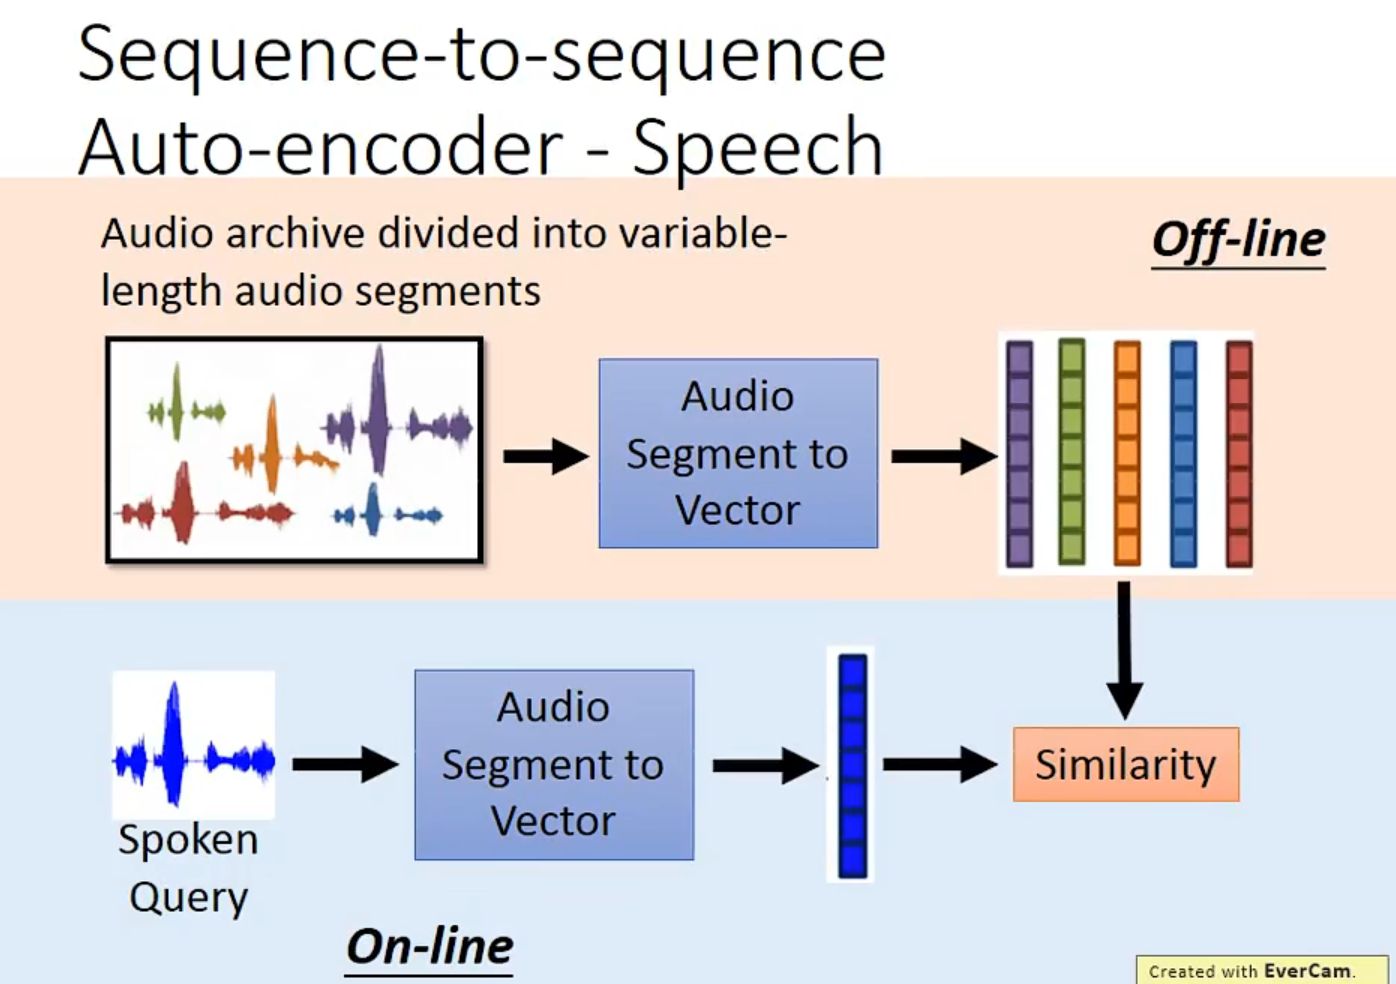 Sequence-to-sequence
Auto-encoder - Speech
Audio archive divided into variable-
length audio segments
Off-line
Audio
Segment to
Vector
Audio
Segment to
Vector
Similarity
Spoken
Query
On-line
Created with EverCam.